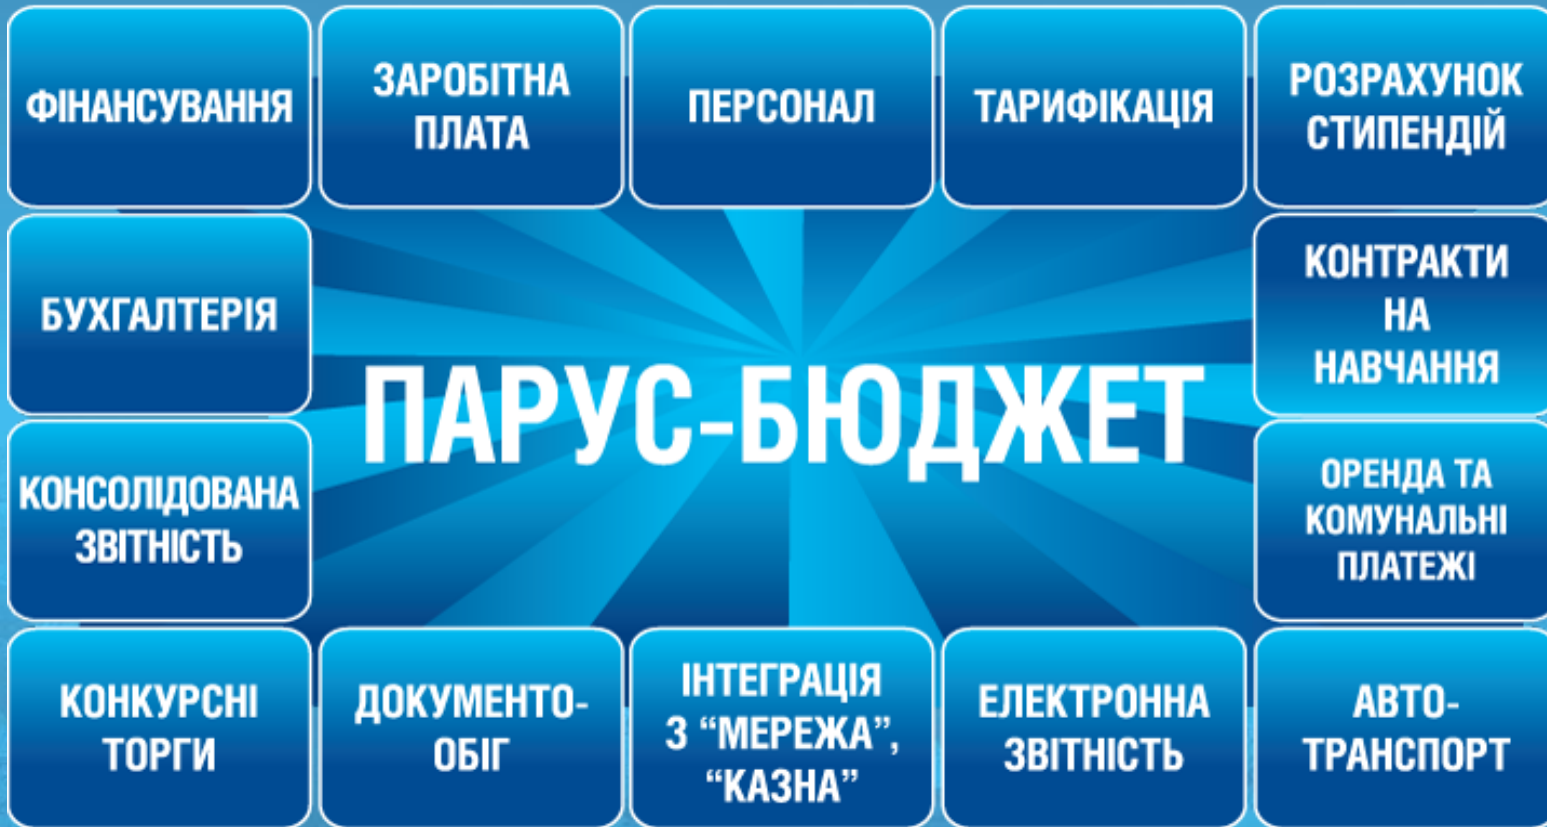 ФІНАНСУВАННЯ
ЗАРОБІТНА
ПЛАТА
ПЕРСОНАЛ
ТАРИФІКАЦІЯ
РОЗРАХУНОК
СТИПЕНДІЙ
БУХГАЛТЕРІЯ
КОНТРАКТИ
НА
НАВЧАННЯ
ПАРУС-БЮДЖЕТ
КОНСОЛІДОВАНА
ЗВІТНІСТЬ
ОРЕНДА ТА
КОМУНАЛЬНІ
ПЛАТЕЖІ
КОНКУРСНІ
ТОРГИ
ДОКУМЕНТО-
ОБІГ
ІНТЕГРАЦІЯ
З “МЕРЕЖА”,
“КАЗНА”
ЕЛЕКТРОННА
ЗВІТНІСТЬ
АВТО-
ТРАНСПОРТ